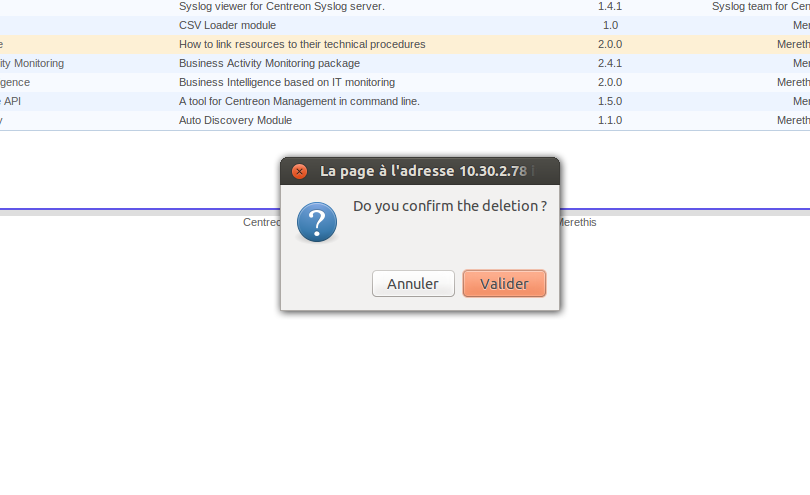 Syslog viewer for Centreon Syslog server. 1.4.1 Syslog team for Cen
CSV Loader module 1.0 Mer
e How to link resources to their technical procedures 2.0.0 Mereth
ity Monitoring Business Activity Monitoring package 2.4.1 Mer
igence Business Intelligence based on IT monitoring 2.0.0 Mereth
API A tool for Centreon Management in command line. 1.5.0 Mer
y Auto Discovery Module 1.1.0 Mereth
La page à l'adresse 10.30.2.78
Do you confirm the deletion ?
Centreo Merethis
Annuler Valider